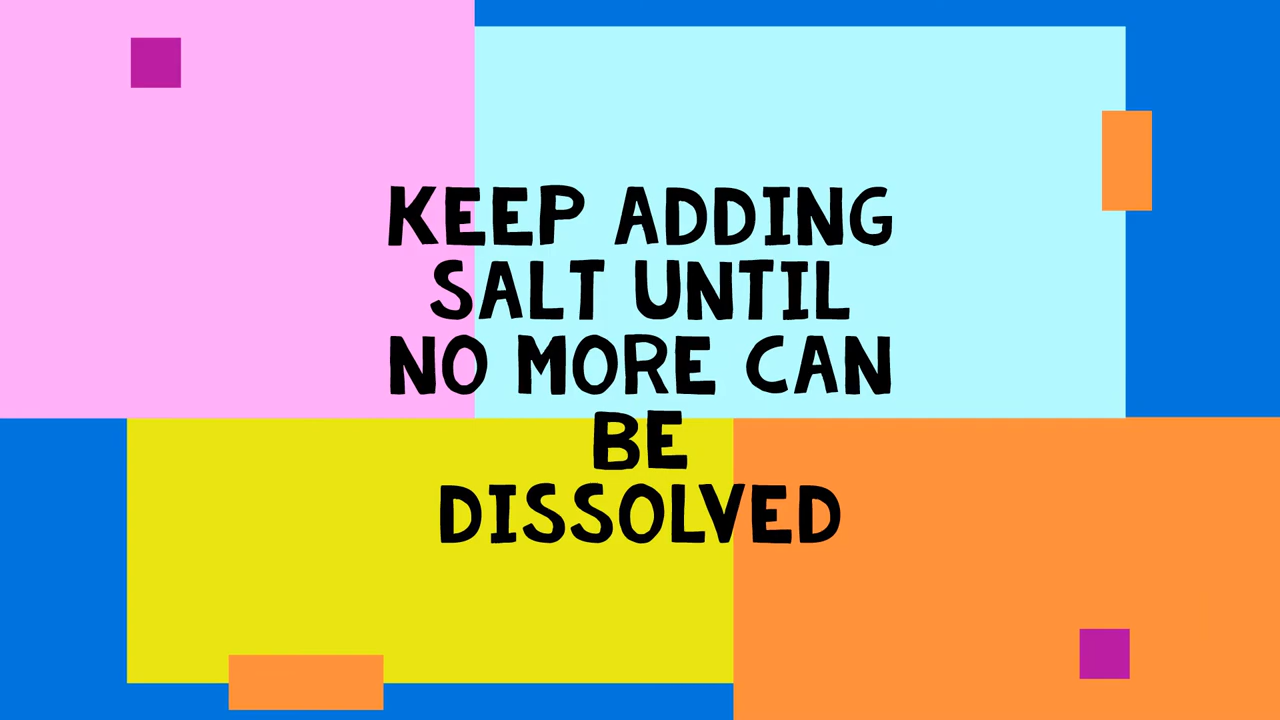 KEEP ADDING
SALT UNTIL
NO MORE CAN
BE
DISSOLVED